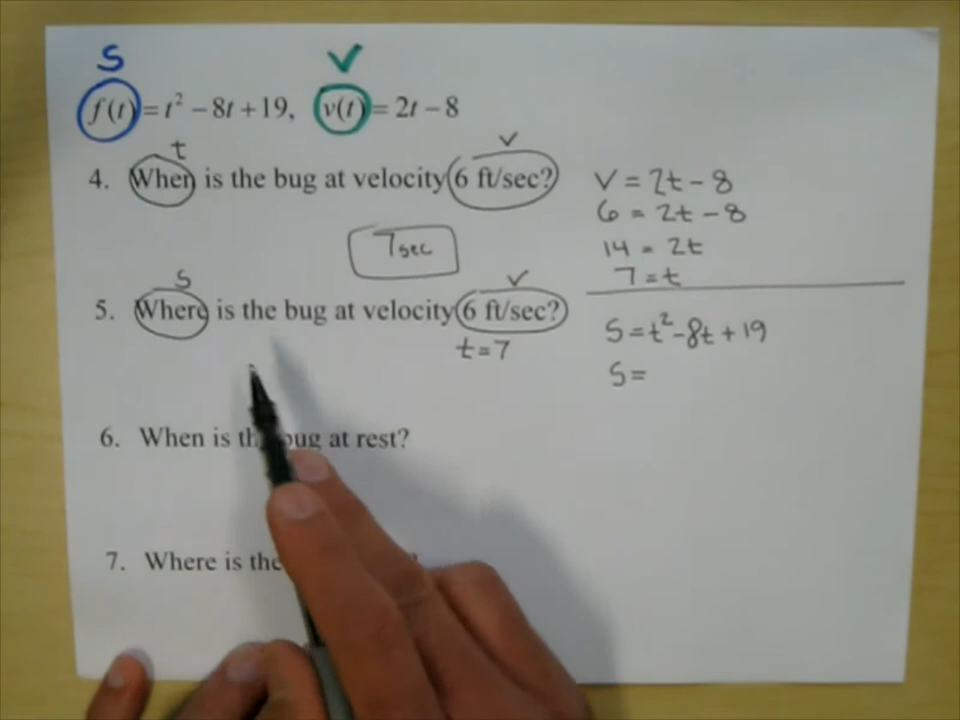 S V
f(t) = t² − 8t + 19, v(t) = 2t − 8
t v
4. When is the bug at velocity 6 ft/sec?
7 sec
s v
5. Where is the bug at velocity 6 ft/sec?
t = 7
6. When is bug at rest?
7. Where is the
V = 2t − 8
6 = 2t − 8
14 = 2t
7 = t
S = t² − 8t + 19
S =